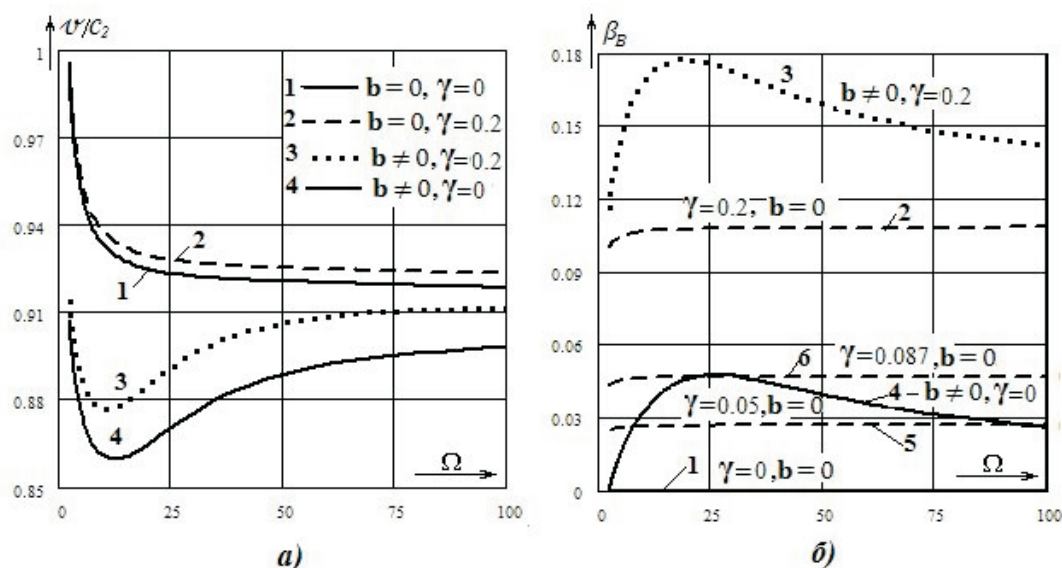 𝒱/c₂
1
0.97
0.94
0.91
0.88
0.85
0
25
50
75
100
1 b = 0, γ=0
2 b = 0, γ=0.2
3 b ≠ 0, γ=0.2
4 b ≠ 0, γ=0
2
1
3
4
Ω
а)
β_B
0.18
0.15
0.12
0.09
0.06
0.03
0
0
25
50
75
100
3
b ≠ 0, γ=0.2
γ=0.2, b = 0
2
6 γ=0.087, b = 0
4 – b ≠ 0, γ=0
γ=0.05, b = 0
5
1 γ=0, b = 0
Ω
б)